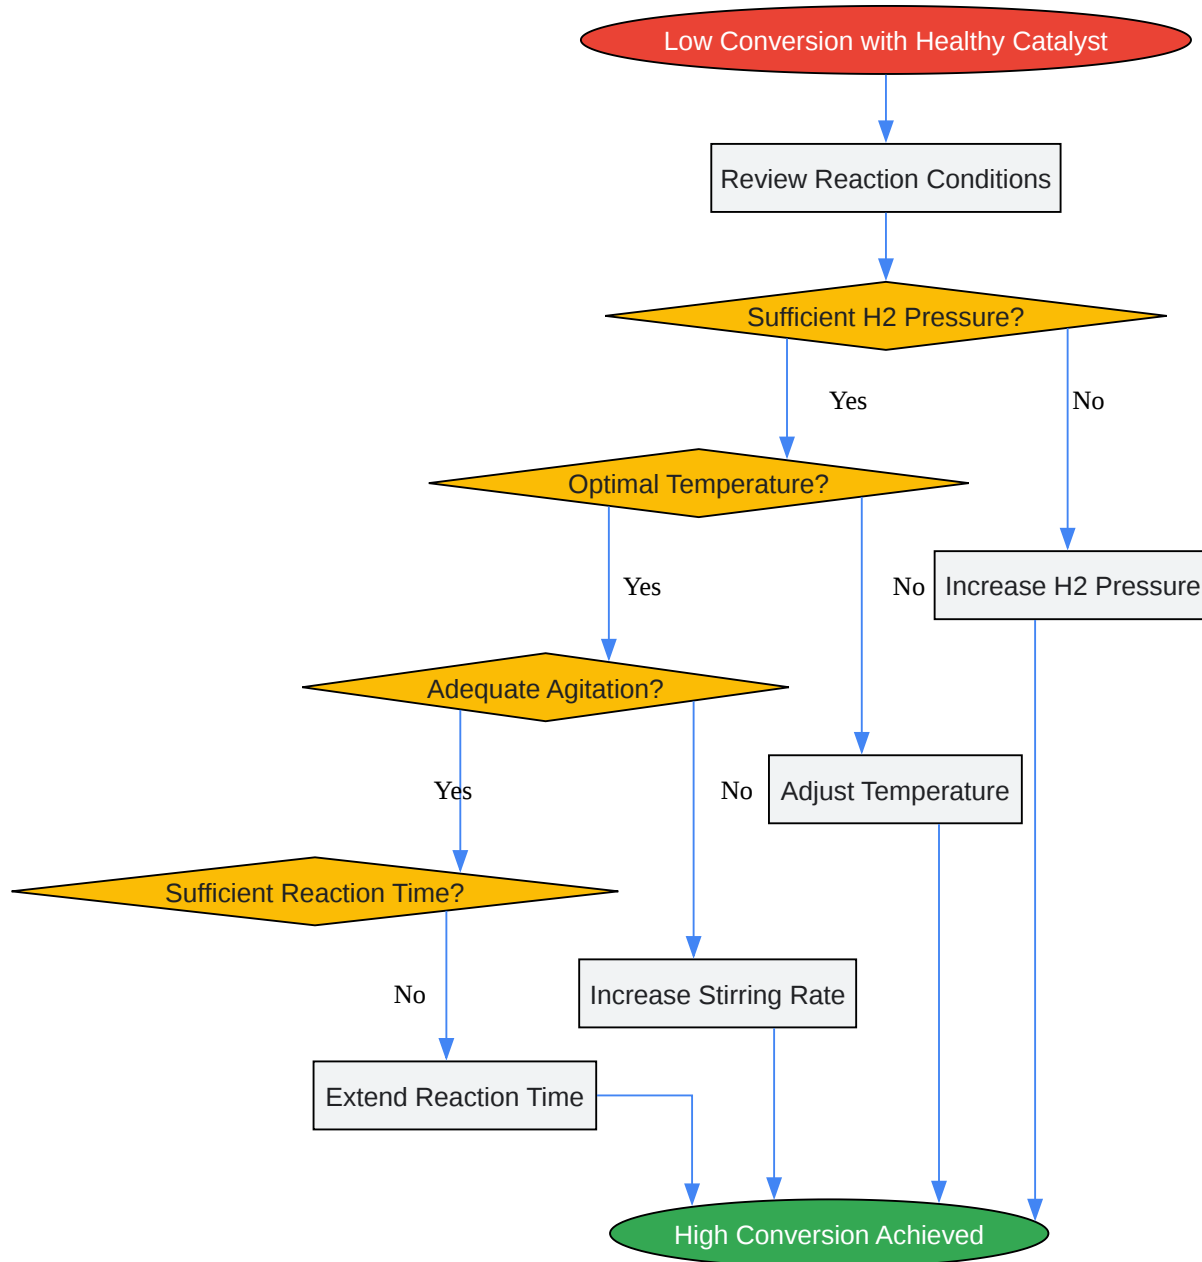 Low Conversion with Healthy Catalyst
Review Reaction Conditions
Sufficient H2 Pressure?
Yes
No
Optimal Temperature?
Yes
No
Increase H2 Pressure
Adequate Agitation?
Yes
No
Adjust Temperature
Sufficient Reaction Time?
No
Increase Stirring Rate
Extend Reaction Time
High Conversion Achieved